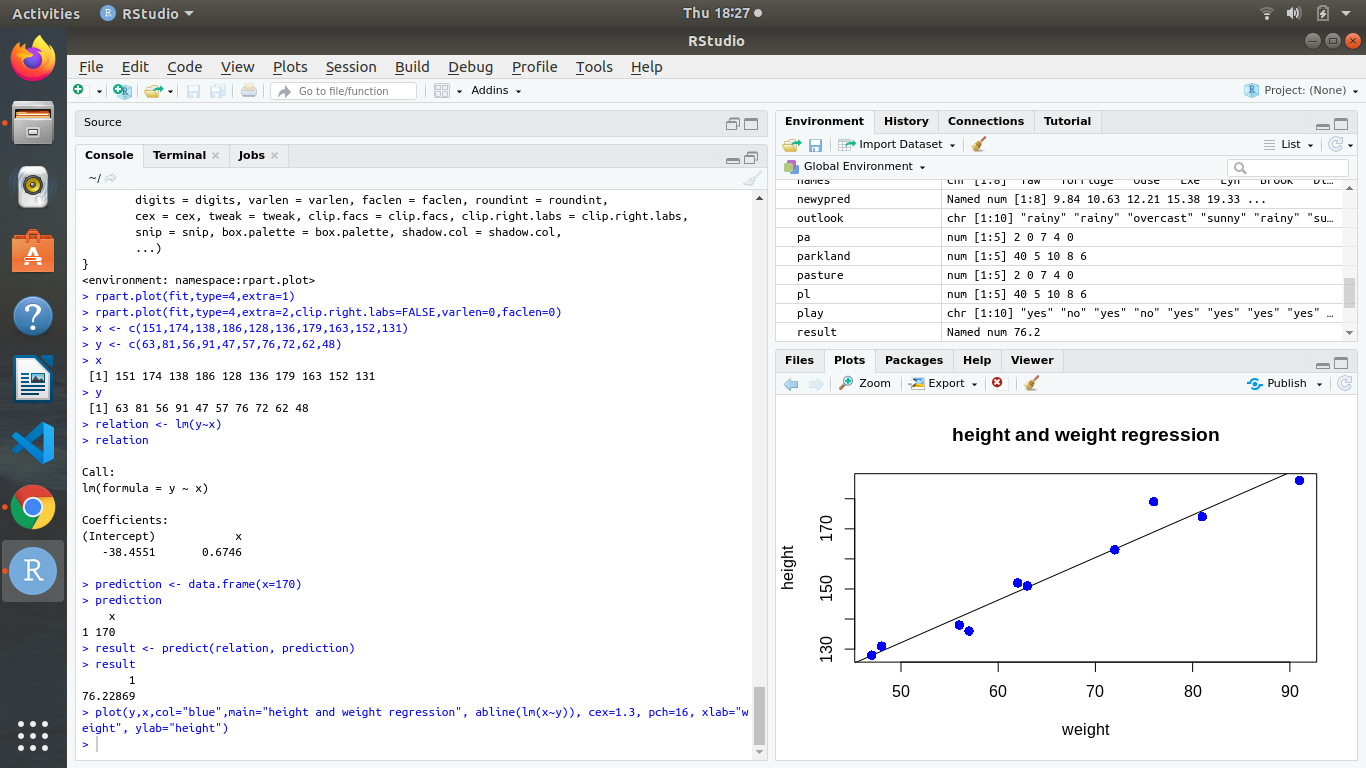 Activities RStudio Thu 18:27
RStudio
File Edit Code View Plots Session Build Debug Profile Tools Help
Go to file/function Addins Project: (None)
Source
Console Terminal Jobs
~/
digits = digits, varlen = varlen, faclen = faclen, roundint = roundint,
cex = cex, tweak = tweak, clip.facs = clip.facs, clip.right.labs = clip.right.labs,
snip = snip, box.palette = box.palette, shadow.col = shadow.col,
...)
}
<environment: namespace:rpart.plot>
> rpart.plot(fit,type=4,extra=1)
> rpart.plot(fit,type=4,extra=2,clip.right.labs=FALSE,varlen=0,faclen=0)
> x <- c(151,174,138,186,128,136,179,163,152,131)
> y <- c(63,81,56,91,47,57,76,72,62,48)
> x
[1] 151 174 138 186 128 136 179 163 152 131
> y
[1] 63 81 56 91 47 57 76 72 62 48
> relation <- lm(y~x)
> relation
Call:
lm(formula = y ~ x)
Coefficients:
(Intercept) x
-38.4551 0.6746
> prediction <- data.frame(x=170)
> prediction
x
1 170
> result <- predict(relation, prediction)
> result
1
76.22869
> plot(y,x,col="blue",main="height and weight regression", abline(lm(x~y)), cex=1.3, pch=16, xlab="w
eight", ylab="height")
>
Environment History Connections Tutorial
Import Dataset List
Global Environment
names chr [1:8]
newypred Named num [1:8] 9.84 10.63 12.21 15.38 19.33 ...
outlook chr [1:10] "rainy" "rainy" "overcast" "sunny" "rainy" "su…
pa num [1:5] 2 0 7 4 0
parkland num [1:5] 40 5 10 8 6
pasture num [1:5] 2 0 7 4 0
pl num [1:5] 40 5 10 8 6
play chr [1:10] "yes" "no" "yes" "no" "yes" "yes" "yes" "yes" …
result Named num 76.2
Files Plots Packages Help Viewer
Zoom Export Publish
height and weight regression
height
170
150
130
50 60 70 80 90
weight